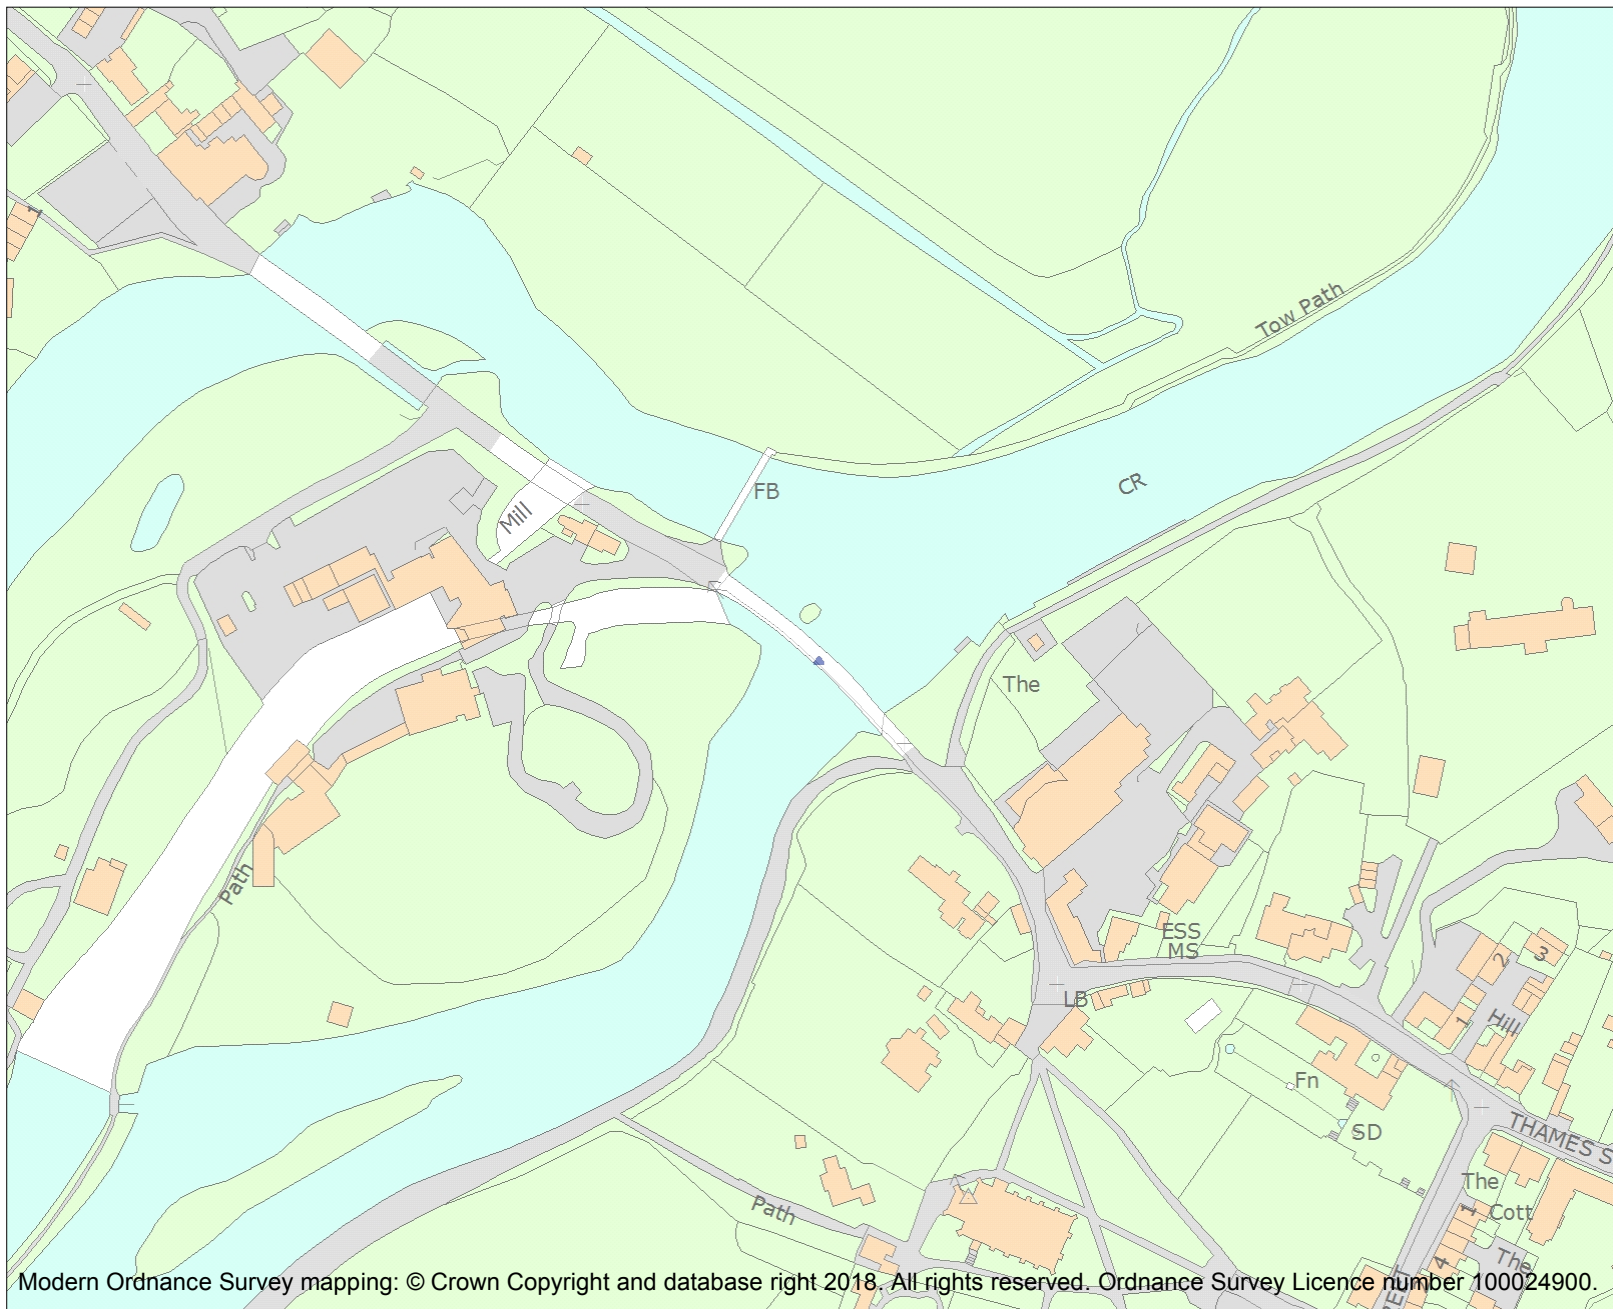 1
Tow Path
FB
CR
Mill
The
Path
ESS
MS
LB
2
3
1
Hill
Fn
SD
THAMES S
The
1
Cott
Path
4
The
ET
Modern Ordnance Survey mapping: © Crown Copyright and database right 2018. All rights reserved. Ordnance Survey Licence number 100024900.